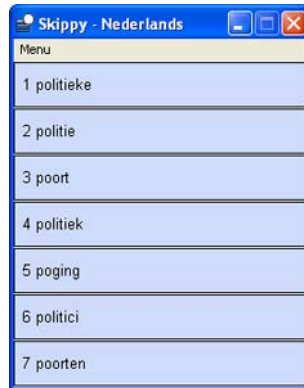 Skippy - Nederlands
Menu
1 politieke
2 politie
3 poort
4 politiek
5 poging
6 politici
7 poorten